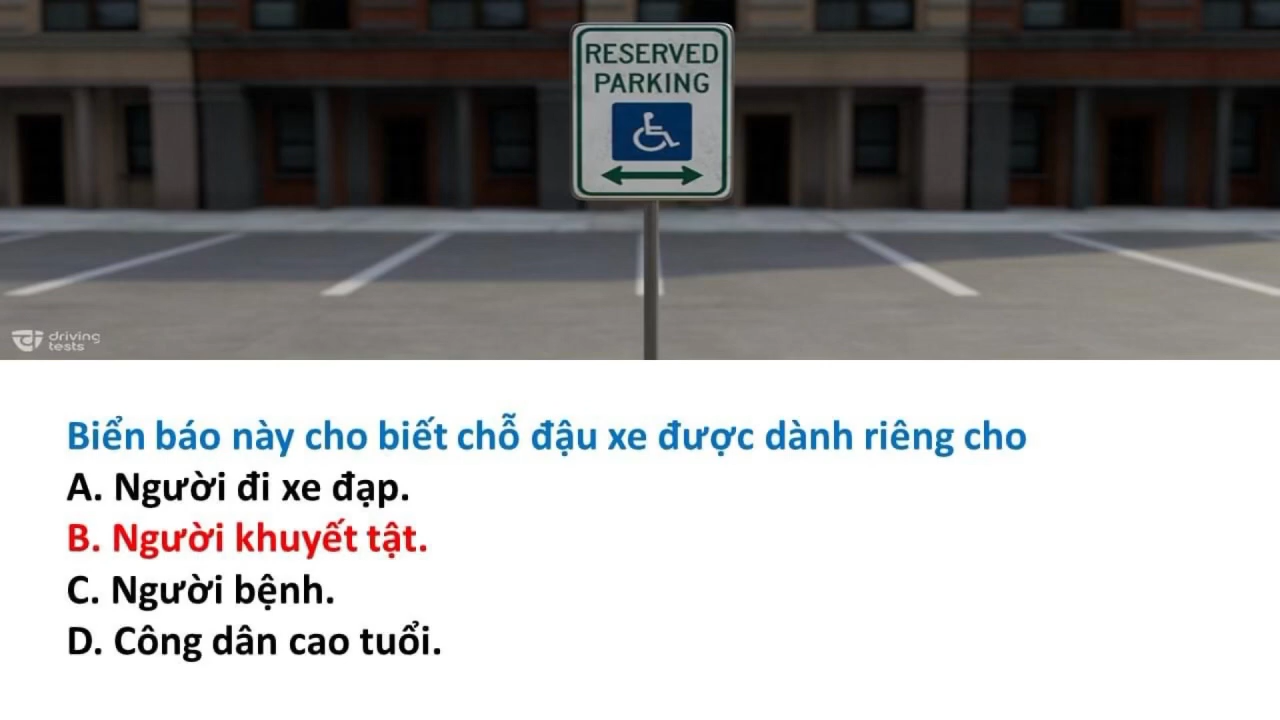 RESERVED
PARKING
driving
tests
Biển báo này cho biết chỗ đậu xe được dành riêng cho
A. Người đi xe đạp.
B. Người khuyết tật.
C. Người bệnh.
D. Công dân cao tuổi.